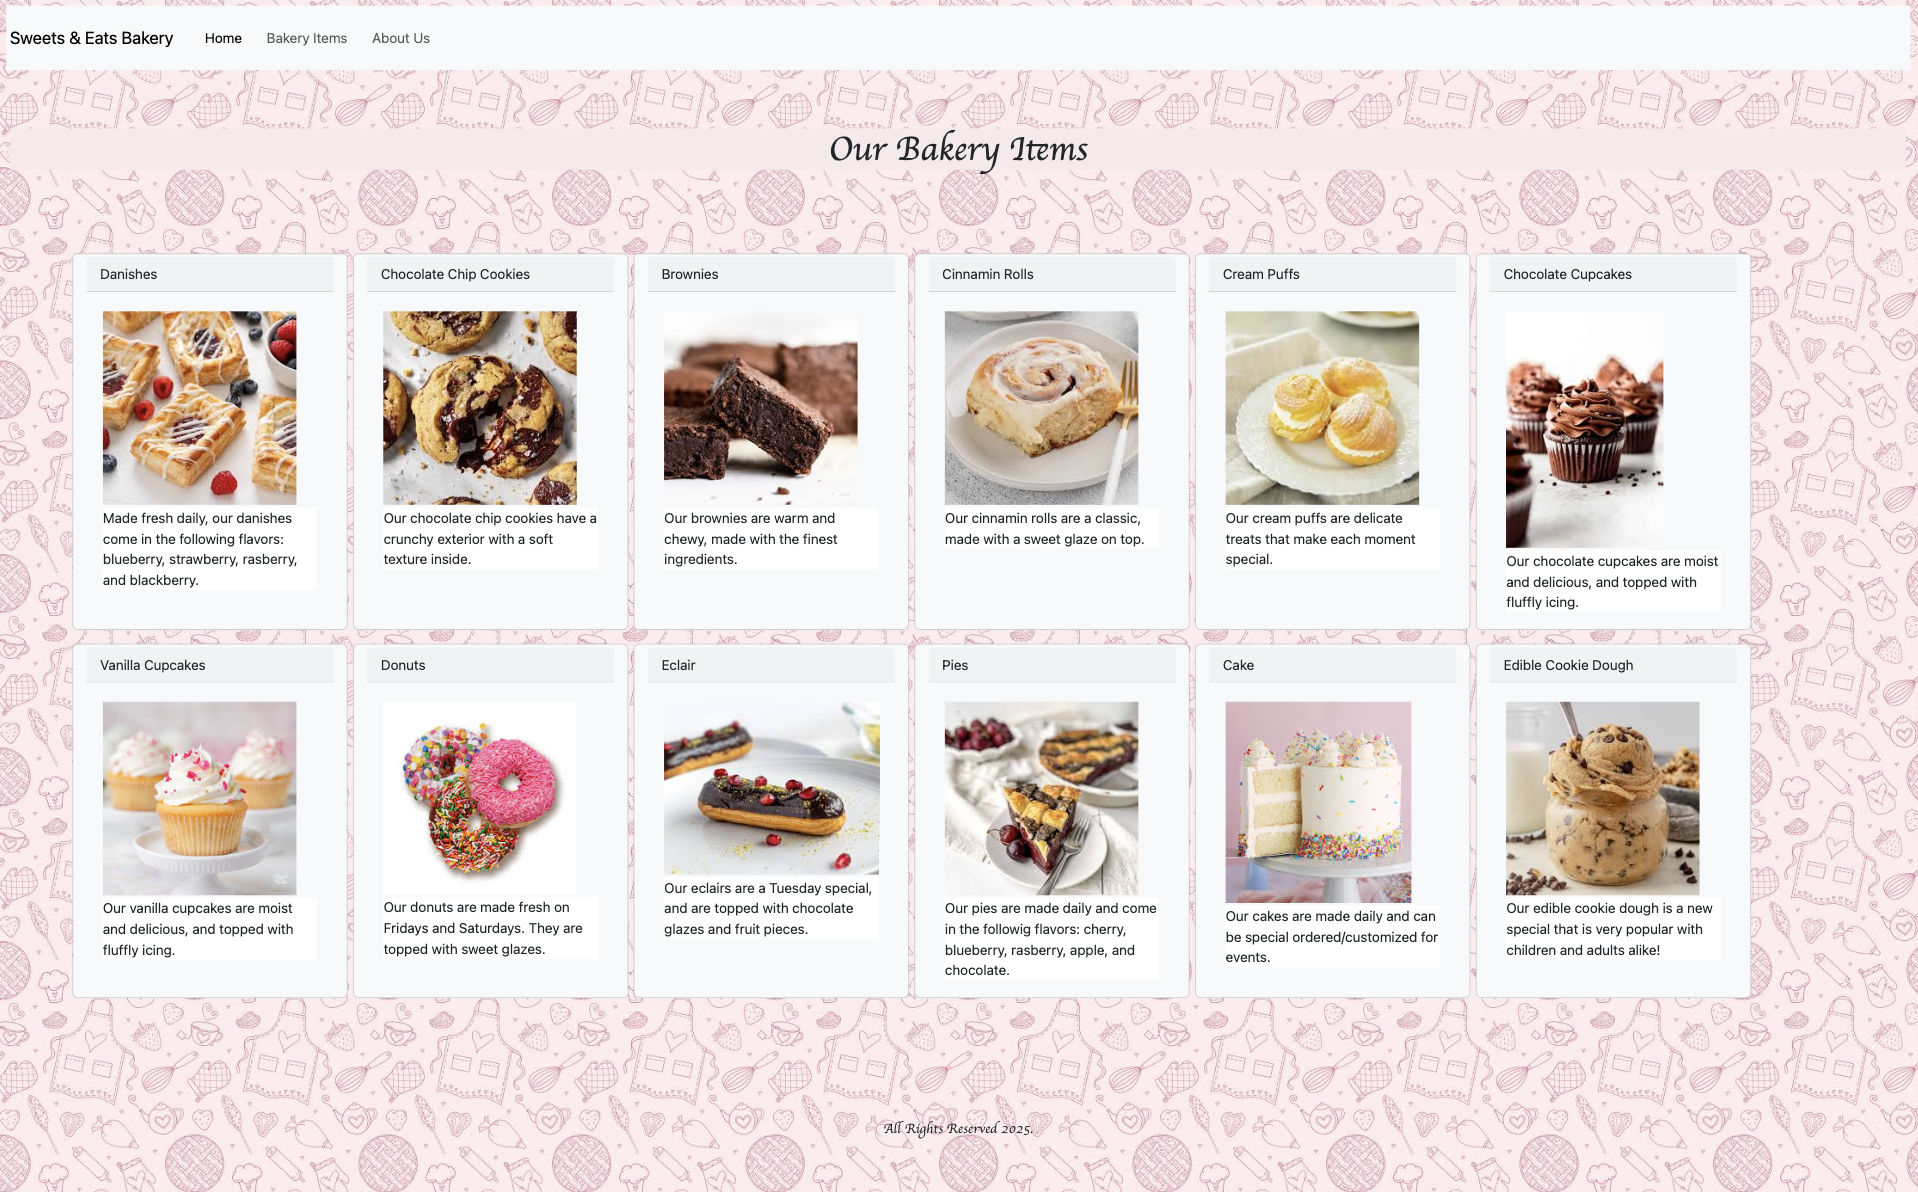 Sweets & Eats Bakery Home Bakery Items About Us
Our Bakery Items
Danishes
Made fresh daily, our danishes
come in the following flavors:
blueberry, strawberry, rasberry,
and blackberry.
Chocolate Chip Cookies
Our chocolate chip cookies have a
crunchy exterior with a soft
texture inside.
Brownies
Our brownies are warm and
chewy, made with the finest
ingredients.
Cinnamin Rolls
Our cinnamin rolls are a classic,
made with a sweet glaze on top.
Cream Puffs
Our cream puffs are delicate
treats that make each moment
special.
Chocolate Cupcakes
Our chocolate cupcakes are moist
and delicious, and topped with
fluffly icing.
Vanilla Cupcakes
Our vanilla cupcakes are moist
and delicious, and topped with
fluffly icing.
Donuts
Our donuts are made fresh on
Fridays and Saturdays. They are
topped with sweet glazes.
Eclair
Our eclairs are a Tuesday special,
and are topped with chocolate
glazes and fruit pieces.
Pies
Our pies are made daily and come
in the followig flavors: cherry,
blueberry, rasberry, apple, and
chocolate.
Cake
Our cakes are made daily and can
be special ordered/customized for
events.
Edible Cookie Dough
Our edible cookie dough is a new
special that is very popular with
children and adults alike!
All Rights Reserved 2025.